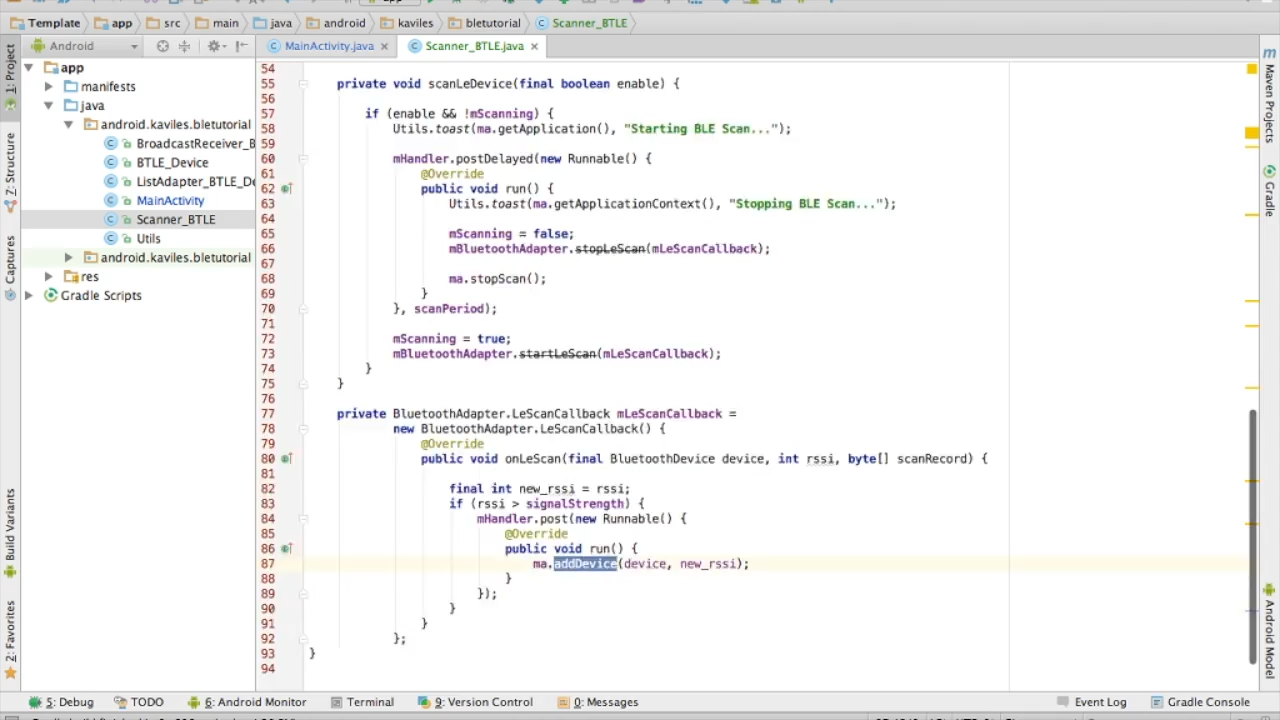 Template app src main java android kaviles bletutorial Scanner_BTLE
Android
MainActivity.java
Scanner_BTLE.java
1: Project
7: Structure
Captures
Build Variants
2: Favorites
app
manifests
java
android.kaviles.bletutorial
BroadcastReceiver_B
BTLE_Device
ListAdapter_BTLE_De
MainActivity
Scanner_BTLE
Utils
android.kaviles.bletutorial
res
Gradle Scripts
54
55 private void scanLeDevice(final boolean enable) {
56
57 if (enable && !mScanning) {
58 Utils.toast(ma.getApplication(), "Starting BLE Scan...");
59
60 mHandler.postDelayed(new Runnable() {
61 @Override
62 public void run() {
63 Utils.toast(ma.getApplicationContext(), "Stopping BLE Scan...");
64
65 mScanning = false;
66 mBluetoothAdapter.stopLeScan(mLeScanCallback);
67
68 ma.stopScan();
69 }
70 }, scanPeriod);
71
72 mScanning = true;
73 mBluetoothAdapter.startLeScan(mLeScanCallback);
74 }
75 }
76
77 private BluetoothAdapter.LeScanCallback mLeScanCallback =
78 new BluetoothAdapter.LeScanCallback() {
79 @Override
80 public void onLeScan(final BluetoothDevice device, int rssi, byte[] scanRecord) {
81
82 final int new_rssi = rssi;
83 if (rssi > signalStrength) {
84 mHandler.post(new Runnable() {
85 @Override
86 public void run() {
87 ma.addDevice(device, new_rssi);
88 }
89 });
90 }
91 }
92 };
93 }
94
Maven Projects
Gradle
Android Model
5: Debug TODO 6: Android Monitor Terminal 9: Version Control 0: Messages Event Log Gradle Console